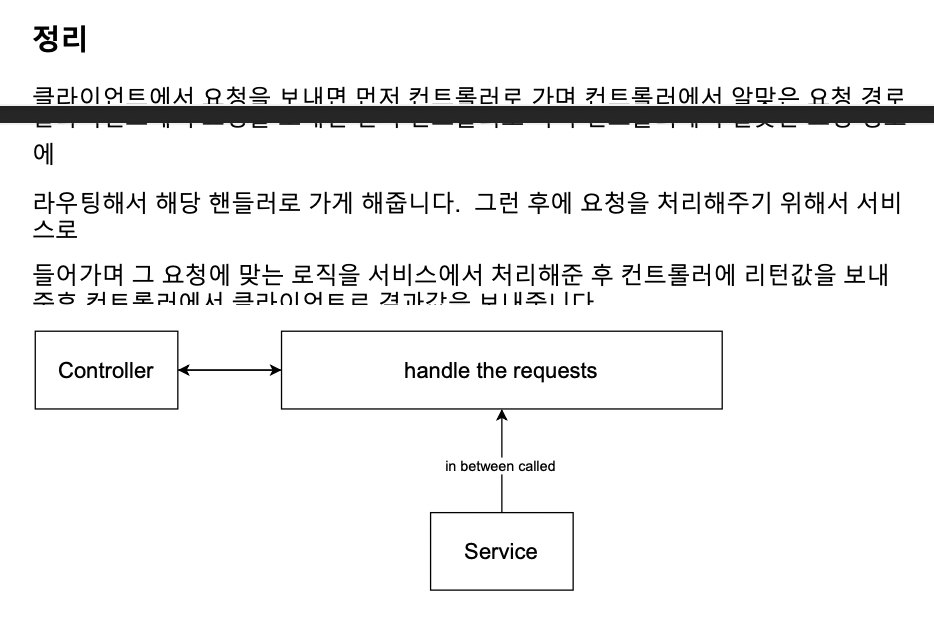 정리
클라이언트에서 요청을 보내면 먼저 컨트롤러로 가며 컨트롤러에서 알맞은 요청 경로
에
라우팅해서 해당 핸들러로 가게 해줍니다. 그런 후에 요청을 처리해주기 위해서 서비
스로
들어가며 그 요청에 맞는 로직을 서비스에서 처리해준 후 컨트롤러에 리턴값을 보내
준후 컨트롤러에서 클라이언트로 결과값을 보내줍니다
Controller
handle the requests
in between called
Service